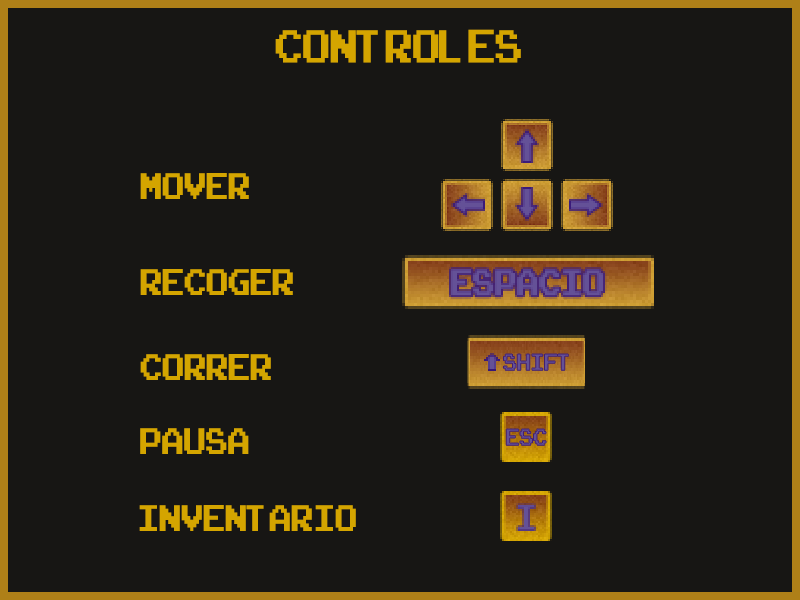 CONTROLES
MOVER
RECOGER ESPACIO
CORRER SHIFT
PAUSA ESC
INVENTARIO I